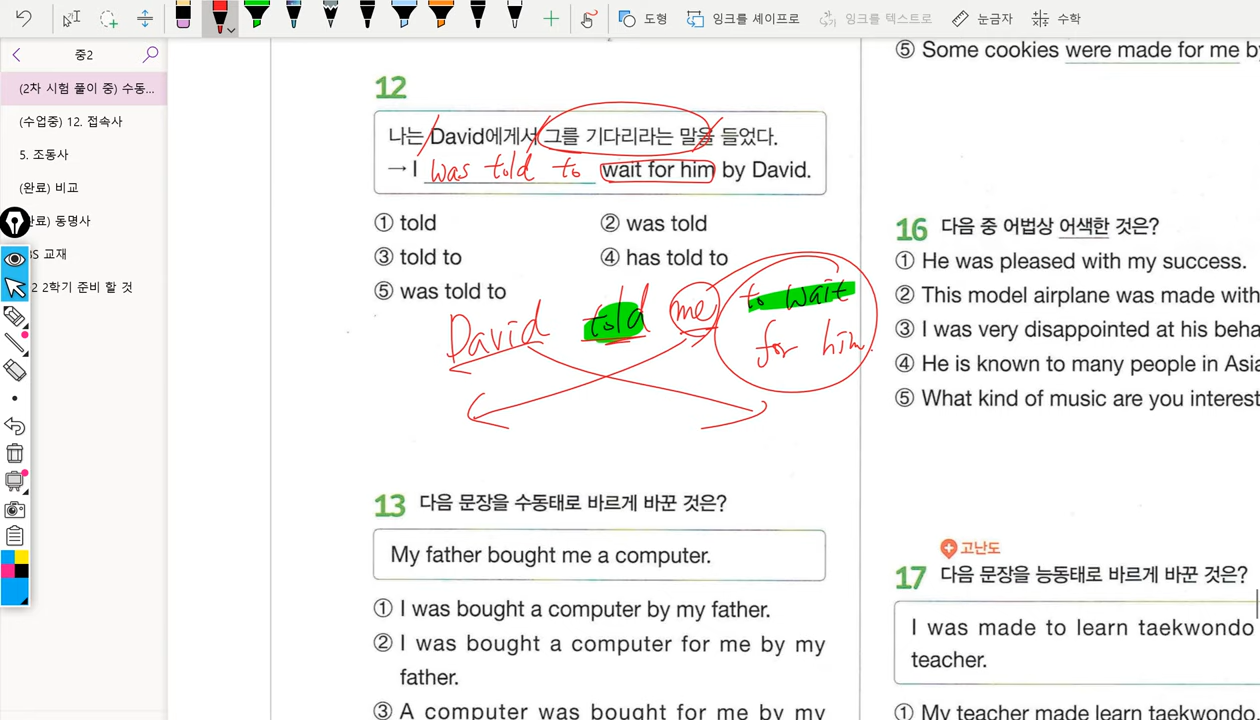 도형
잉크를 셰이프로
잉크를 텍스트로
눈금자
수학
중2
(2차 시험 풀이 중) 수동...
(수업중) 12. 접속사
5. 조동사
(완료) 비교
완료) 동명사
BS 교재
2 2학기 준비 할 것
12
나는 David에게서 그를 기다리라는 말을 들었다.
→ I was told to wait for him by David.
① told
② was told
③ told to
④ has told to
⑤ was told to
David told me to wait
for him.
13 다음 문장을 수동태로 바르게 바꾼 것은?
My father bought me a computer.
① I was bought a computer by my father.
② I was bought a computer for me by my
father.
③ A computer was bought for me by my
⑤ Some cookies were made for me by
16 다음 중 어법상 어색한 것은?
① He was pleased with my success.
② This model airplane was made with
③ I was very disappointed at his beha
④ He is known to many people in Asia
⑤ What kind of music are you interest
고난도
17 다음 문장을 능동태로 바르게 바꾼 것은?
I was made to learn taekwondo
teacher.
① My teacher made learn taekwondo